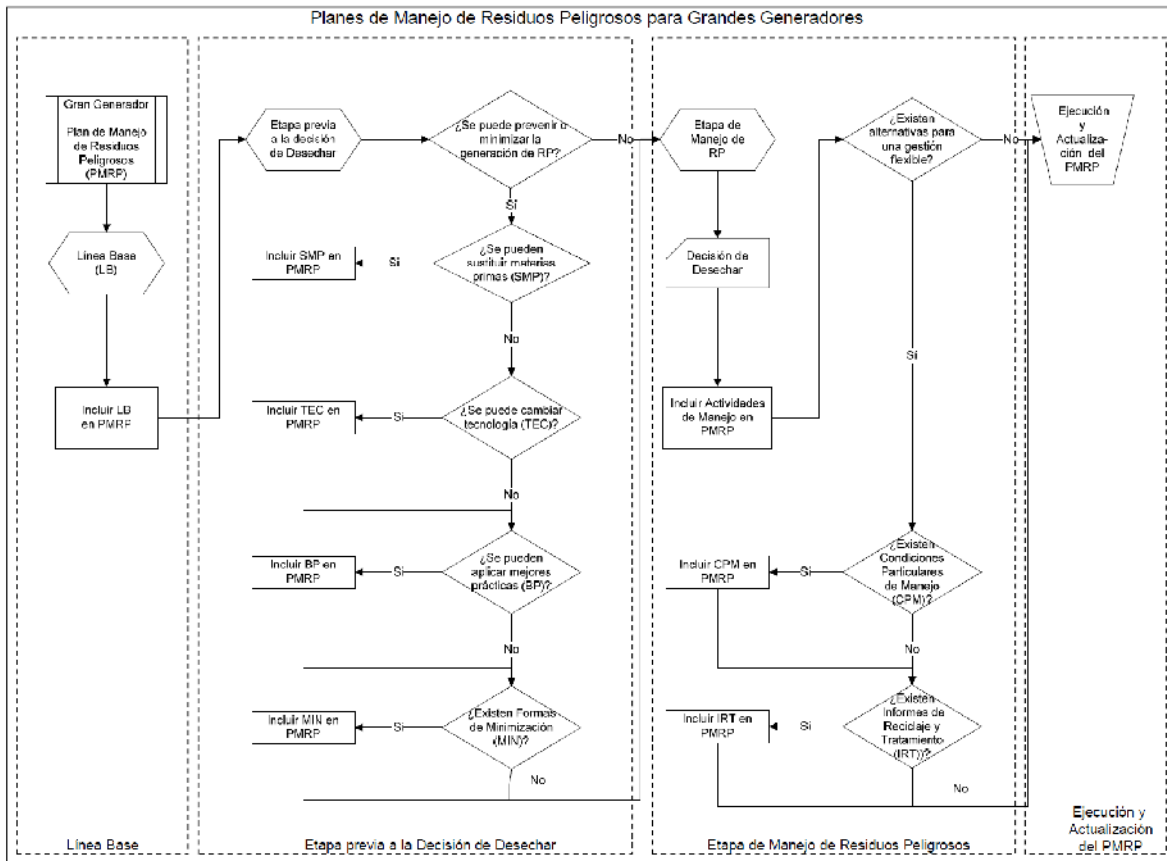 Planes de Manejo de Residuos Peligrosos para Grandes Generadores
Gran Generador
Plan de Manejo
de Residuos
Peligrosos
(PMRP)
Línea Base
(LB)
Incluir LB
en PMRP
Línea Base
Etapa previa
a la decisión
de Desechar
¿Se puede prevenir o
minimizar la
generación de RP?
No
Sí
¿Se pueden
sustituir materias
primas (SMP)?
Sí
Incluir SMP en
PMRP
No
¿Se puede cambiar
tecnología (TEC)?
Sí
Incluir TEC en
PMRP
No
¿Se pueden
aplicar mejores
prácticas (BP)?
Sí
Incluir BP en
PMRP
No
¿Existen Formas
de Minimización
(MIN)?
Sí
Incluir MIN en
PMRP
No
Etapa previa a la Decisión de Desechar
Etapa de
Manejo de
RP
Decisión de
Desechar
Incluir Actividades
de Manejo en
PMRP
¿Existen
alternativas para
una gestión
flexible?
No
Sí
¿Existen
Condiciones
Particulares
de Manejo
(CPM)?
Sí
Incluir CPM en
PMRP
No
¿Existen
Informes de
Reciclaje y
Tratamiento
(IRT))?
Sí
Incluir IRT en
PMRP
No
Etapa de Manejo de Residuos Peligrosos
Ejecución
y
Actualiza-
ción del
PMRP
Ejecución y
Actualización
del PMRP